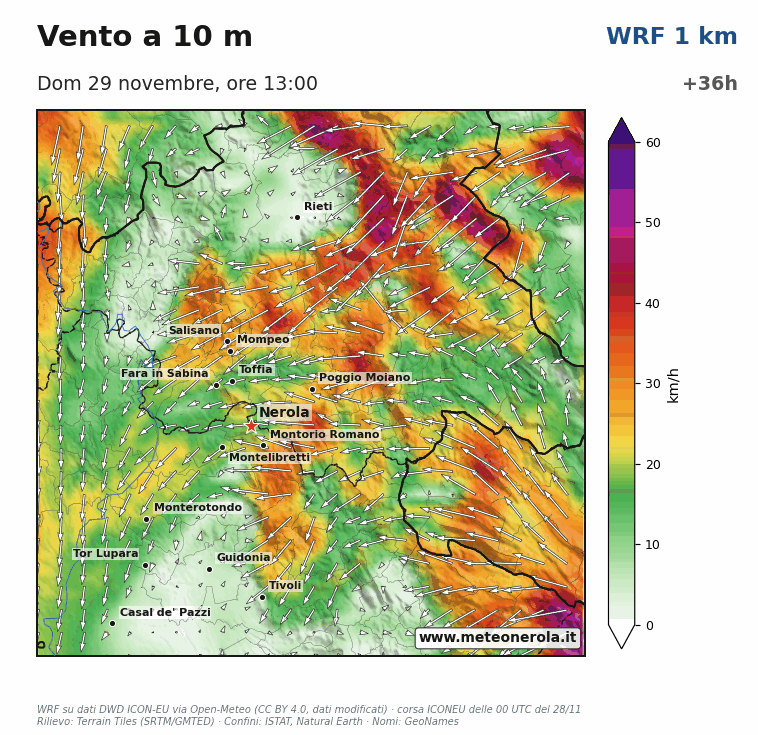 Vento a 10 m
WRF 1 km
Dom 29 novembre, ore 13:00
+36h
Rieti
Salisano
Mompeo
Fara in Sabina
Toffia
Poggio Moiano
Nerola
Montorio Romano
Montelibretti
Monterotondo
Tor Lupara
Guidonia
Tivoli
Casal de' Pazzi
www.meteonerola.it
60
50
40
30
20
10
0
km/h
WRF su dati DWD ICON-EU via Open-Meteo (CC BY 4.0, dati modificati) · corsa ICONEU delle 00 UTC del 28/11
Rilievo: Terrain Tiles (SRTM/GMTED) · Confini: ISTAT, Natural Earth · Nomi: GeoNames